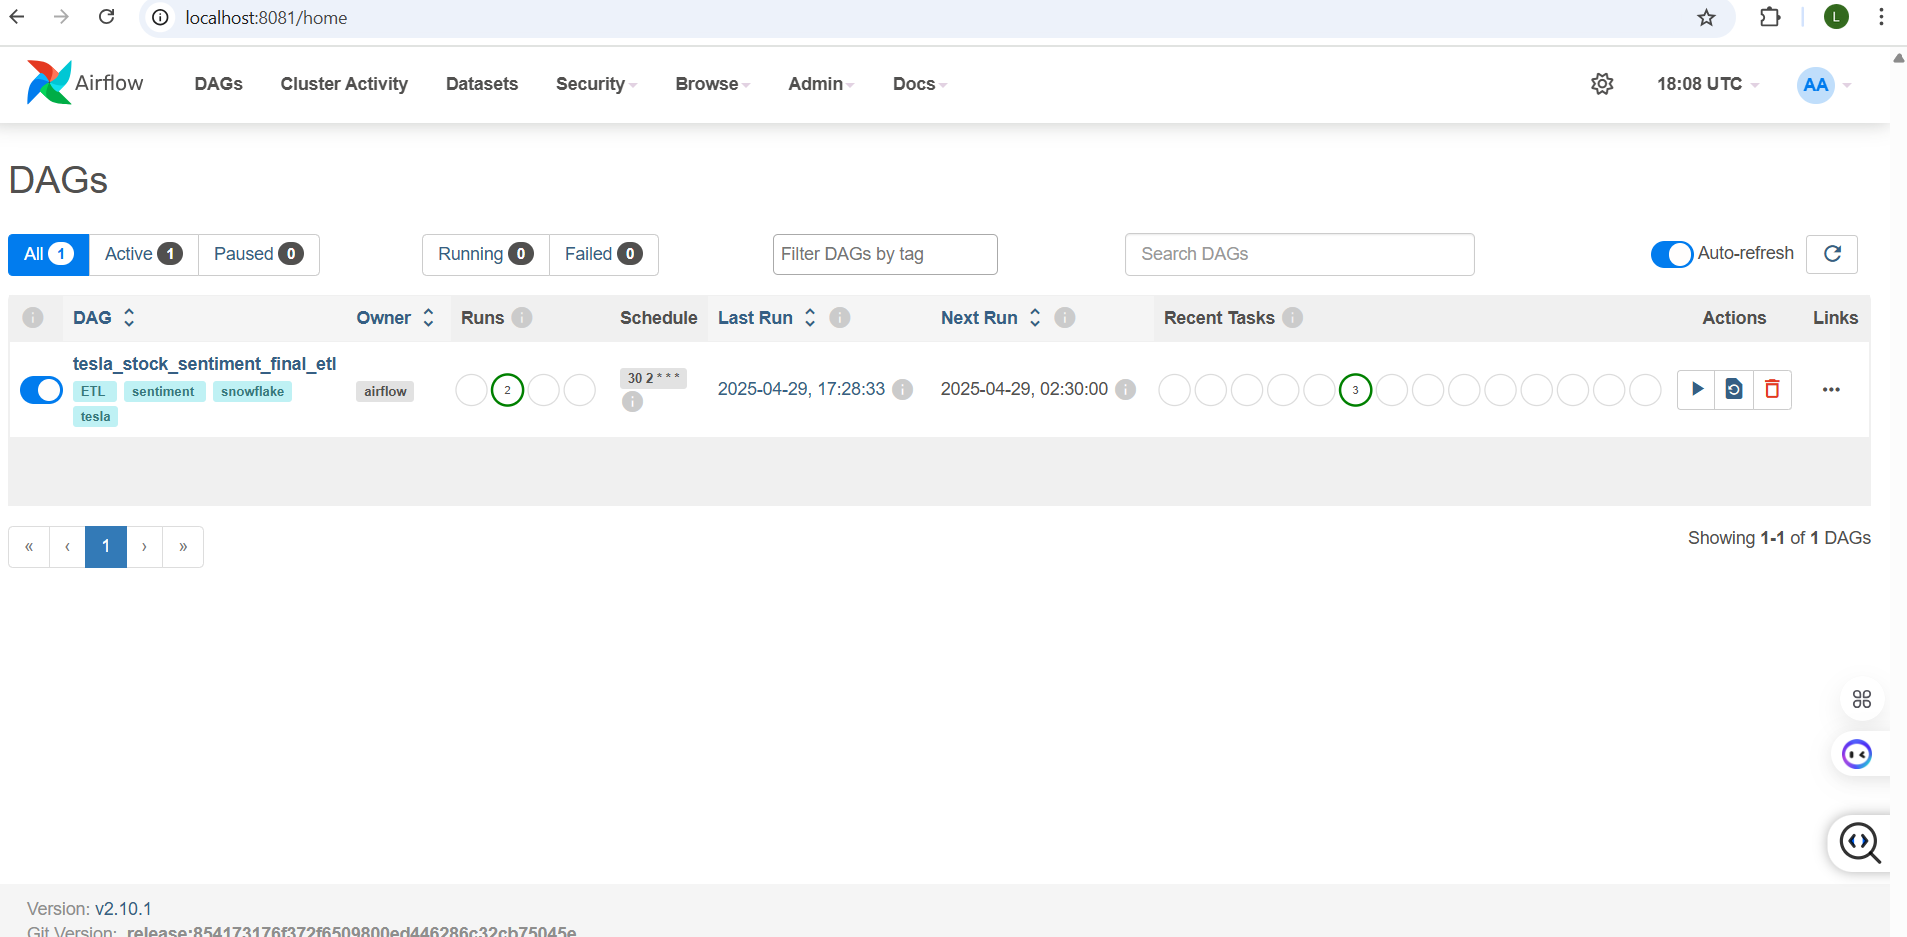 localhost:8081/home
L
Airflow DAGs Cluster Activity Datasets Security Browse Admin Docs 18:08 UTC AA
DAGs
All 1 Active 1 Paused 0 Running 0 Failed 0 Filter DAGs by tag Search DAGs Auto-refresh
DAG Owner Runs Schedule Last Run Next Run Recent Tasks Actions Links
tesla_stock_sentiment_final_etl
ETL sentiment snowflake
tesla
airflow
2
30 2 * * *
2025-04-29, 17:28:33
2025-04-29, 02:30:00
3
« ‹ 1 › »
Showing 1-1 of 1 DAGs
Version: v2.10.1
Git Version: .release:854173176f372f6509800ed446286c32cb75045e